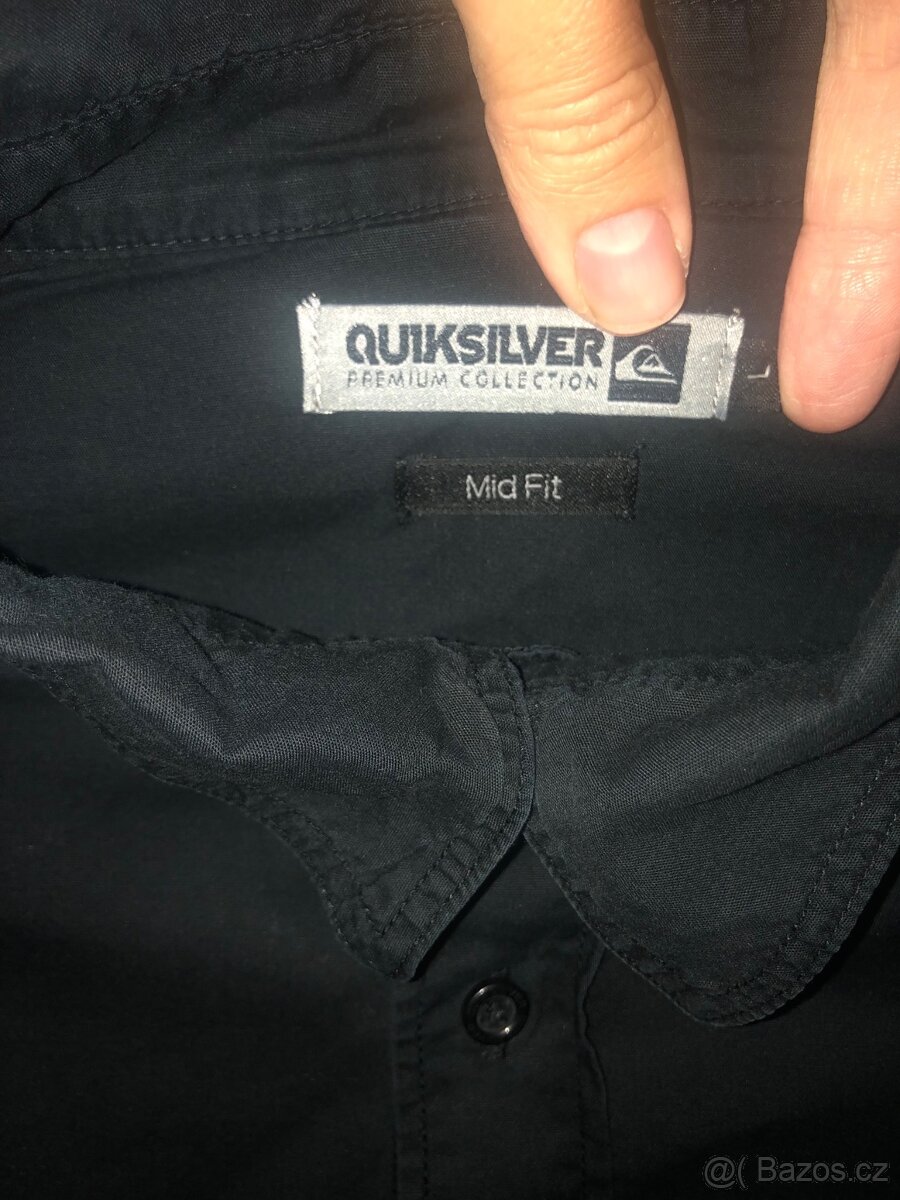 QUIKSILVER
PREMIUM COLLECTION
Mid Fit
@( Bazos.cz